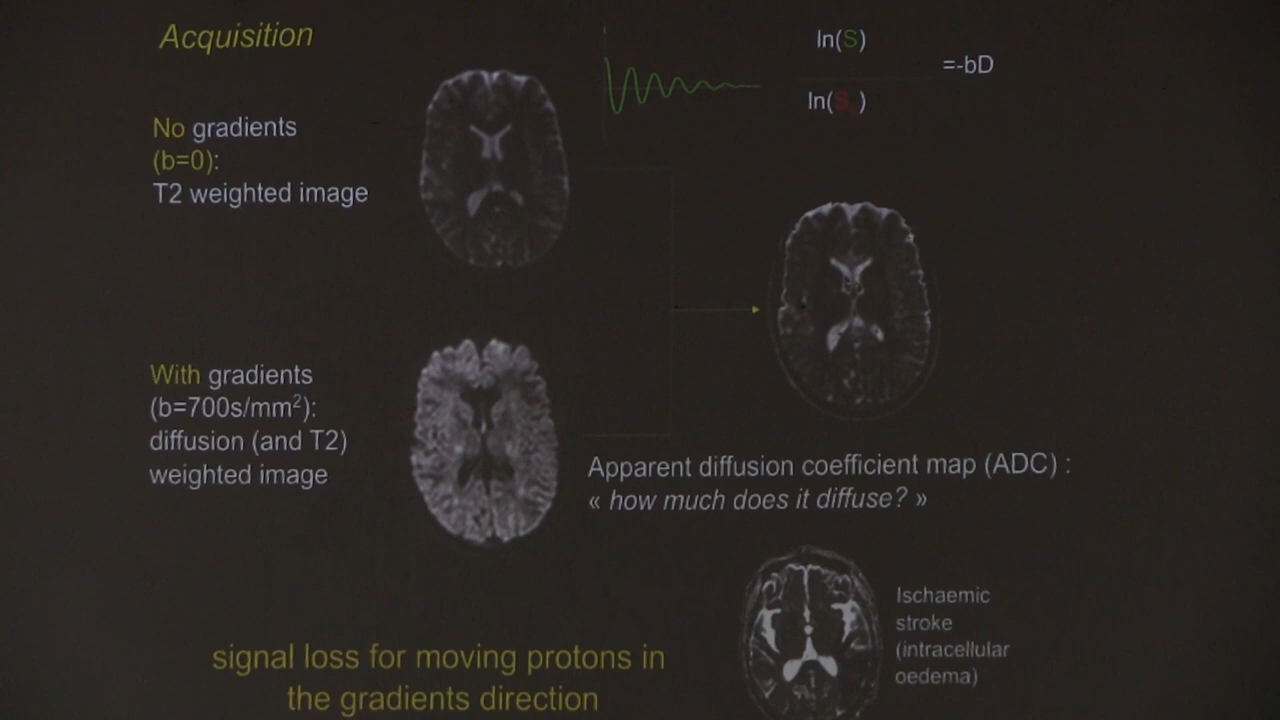 Acquisition
ln(S)
=-bD
ln(S )
No gradients
(b=0):
T2 weighted image
With gradients
(b=700s/mm²):
diffusion (and T2)
weighted image
Apparent diffusion coefficient map (ADC) :
« how much does it diffuse? »
Ischaemic
stroke
(intracellular
oedema)
signal loss for moving protons in
the gradients direction